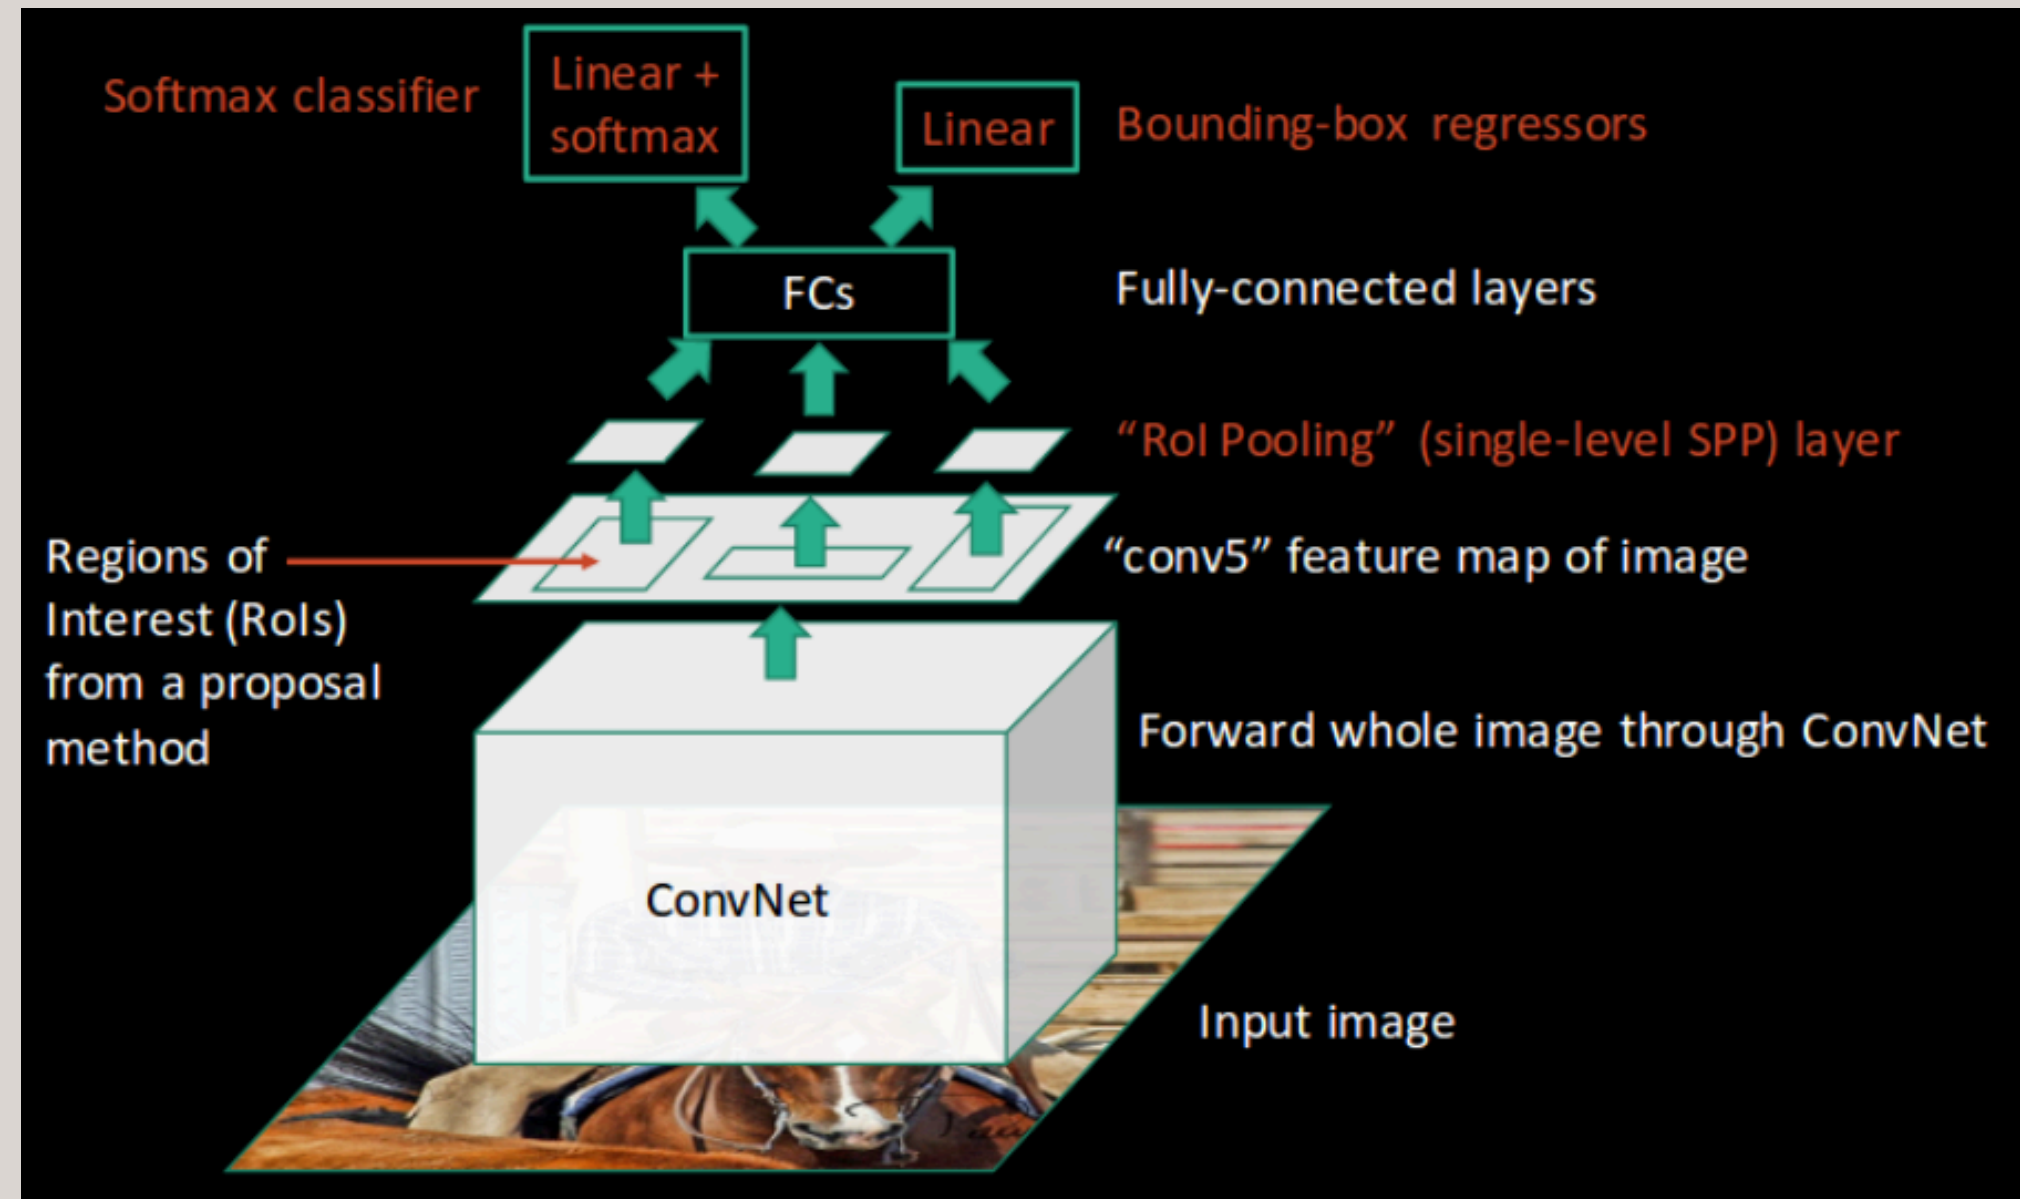 Softmax classifier
Linear +
softmax
Linear
Bounding-box regressors
FCs
Fully-connected layers
“RoI Pooling” (single-level SPP) layer
Regions of
Interest (RoIs)
from a proposal
method
“conv5” feature map of image
Forward whole image through ConvNet
ConvNet
Input image